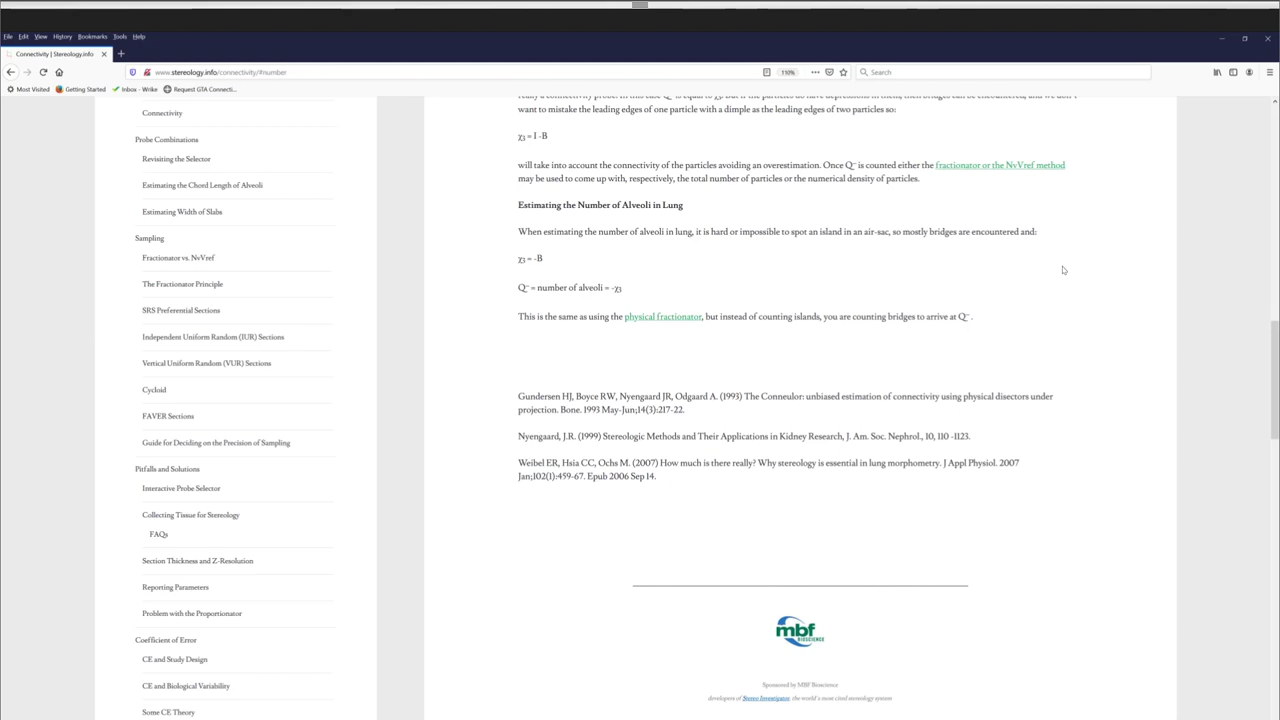 File Edit View History Bookmarks Tools Help
Connectivity | Stereology.info
www.stereology.info/connectivity/#number
110%
Search
Most Visited Getting Started Inbox - Wrike Request GTA Connecti...
Connectivity
Probe Combinations
Revisiting the Selector
Estimating the Chord Length of Alveoli
Estimating Width of Slabs
Sampling
Fractionator vs. NvVref
The Fractionator Principle
SRS Preferential Sections
Independent Uniform Random (IUR) Sections
Vertical Uniform Random (VUR) Sections
Cycloid
FAVER Sections
Guide for Deciding on the Precision of Sampling
Pitfalls and Solutions
Interactive Probe Selector
Collecting Tissue for Stereology
FAQs
Section Thickness and Z-Resolution
Reporting Parameters
Problem with the Proportionator
Coefficient of Error
CE and Study Design
CE and Biological Variability
Some CE Theory
want to mistake the leading edges of one particle with a dimple as the leading edges of two particles so:
χ3 = I -B
will take into account the connectivity of the particles avoiding an overestimation. Once Q⁻ is counted either the fractionator or the NvVref method
may be used to come up with, respectively, the total number of particles or the numerical density of particles.
Estimating the Number of Alveoli in Lung
When estimating the number of alveoli in lung, it is hard or impossible to spot an island in an air-sac, so mostly bridges are encountered and:
χ3 = -B
Q⁻ = number of alveoli = -χ3
This is the same as using the physical fractionator, but instead of counting islands, you are counting bridges to arrive at Q⁻ .
Gundersen HJ, Boyce RW, Nyengaard JR, Odgaard A. (1993) The Conneulor: unbiased estimation of connectivity using physical disectors under
projection. Bone. 1993 May-Jun;14(3):217-22.
Nyengaard, J.R. (1999) Stereologic Methods and Their Applications in Kidney Research, J. Am. Soc. Nephrol., 10, 110 -1123.
Weibel ER, Hsia CC, Ochs M. (2007) How much is there really? Why stereology is essential in lung morphometry. J Appl Physiol. 2007
Jan;102(1):459-67. Epub 2006 Sep 14.
mbf
BIOSCIENCE
Sponsored by MBF Bioscience
developers of Stereo Investigator, the world's most cited stereology system